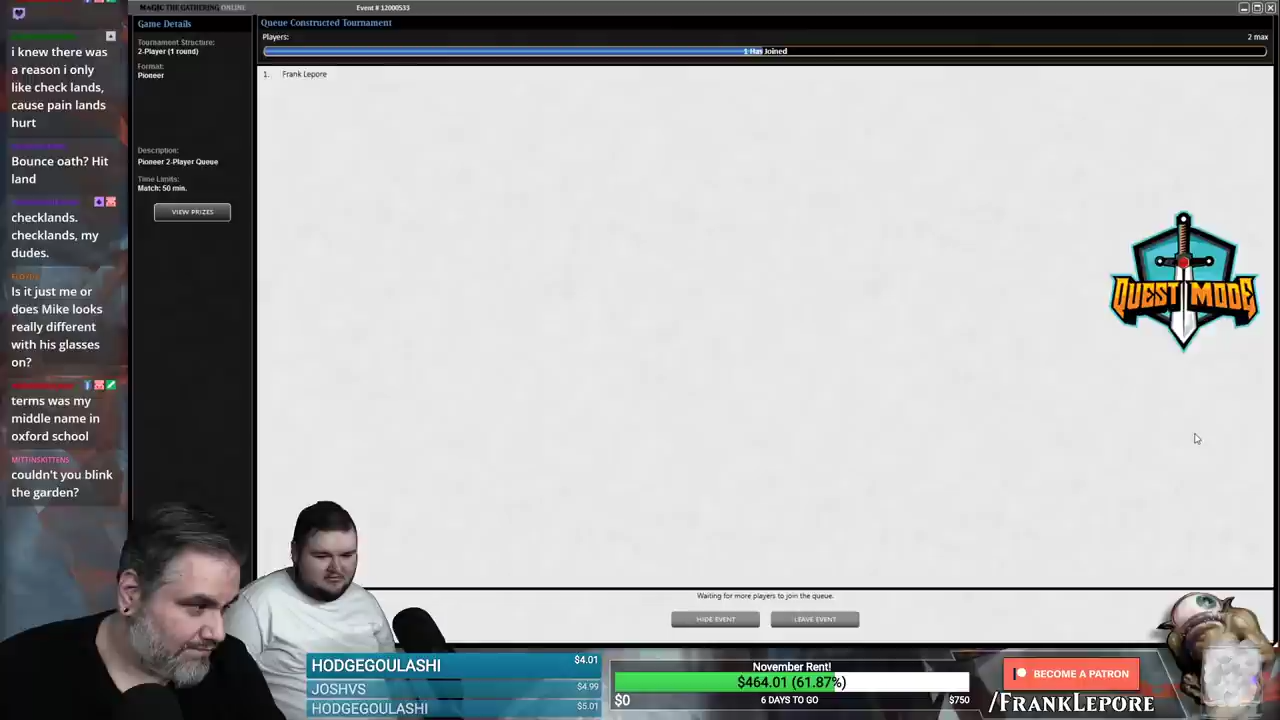 MAGIC THE GATHERING ONLINE
Event # 12000533
Game Details
Tournament Structure:
2-Player (1 round)
Format:
Pioneer
Description:
Pioneer 2-Player Queue
Time Limits:
Match: 50 min.
VIEW PRIZES
Queue Constructed Tournament
Players:
2 max
1 Has Joined
1. Frank Lepore
i knew there was
a reason i only
like check lands,
cause pain lands
hurt
Bounce oath? Hit
land
checklands.
checklands, my
dudes.
Is it just me or
does Mike looks
really different
with his glasses
on?
terms was my
middle name in
oxford school
MITTINSKITTENS
couldn't you blink
the garden?
QUEST MODE
Waiting for more players to join the queue.
HIDE EVENT
LEAVE EVENT
HODGEGOULASHI $4.01
JOSHVS $4.99
HODGEGOULASHI $5.01
November Rent!
$464.01 (61.87%)
$0 6 DAYS TO GO $750
BECOME A PATRON
/FRANKLEPORE